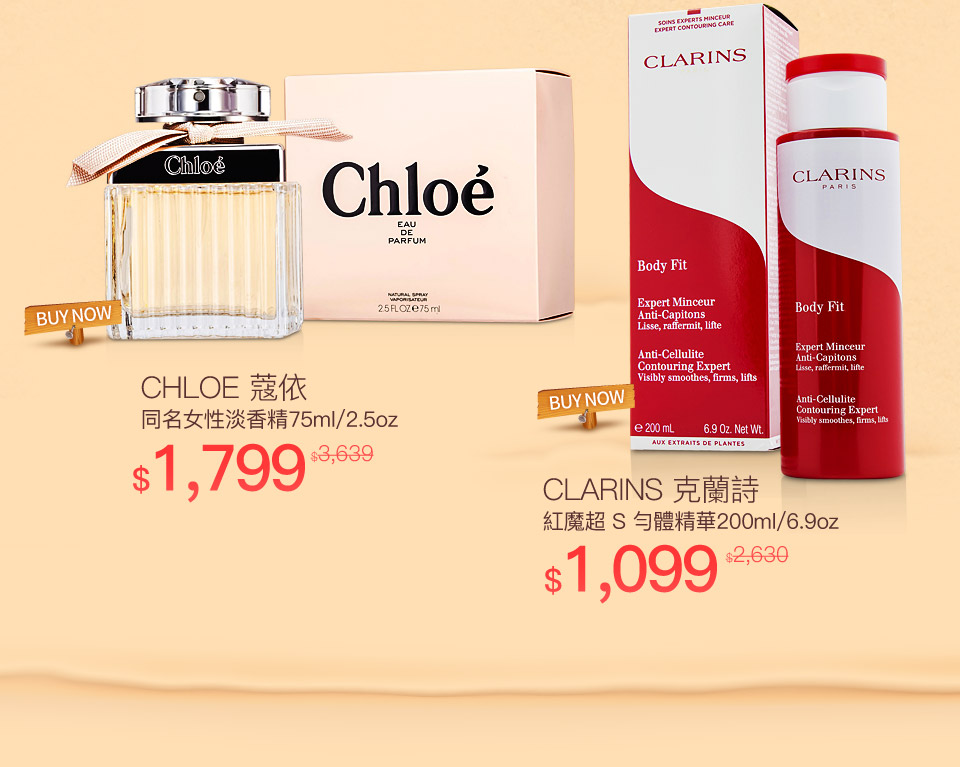 Chloé
Chloé
EAU
DE
PARFUM
NATURAL SPRAY
VAPORISATEUR
2.5 FL.OZ e 75 ml
BUY NOW
CHLOE 蔻依
同名女性淡香精75ml/2.5oz
$1,799 $3,639
SOINS EXPERTS MINCEUR
EXPERT CONTOURING CARE
CLARINS
Body Fit
Expert Minceur
Anti-Capitons
Lisse, raffermit, lifte
Anti-Cellulite
Contouring Expert
Visibly smoothes, firms, lifts
e 200 mL 6.9 Oz. Net Wt.
AUX EXTRAITS DE PLANTES
CLARINS
PARIS
Body Fit
Expert Minceur
Anti-Capitons
Lisse, raffermit, lifte
Anti-Cellulite
Contouring Expert
Visibly smoothes, firms, lifts
BUY NOW
CLARINS 克蘭詩
紅魔超 S 勻體精華200ml/6.9oz
$1,099 $2,630